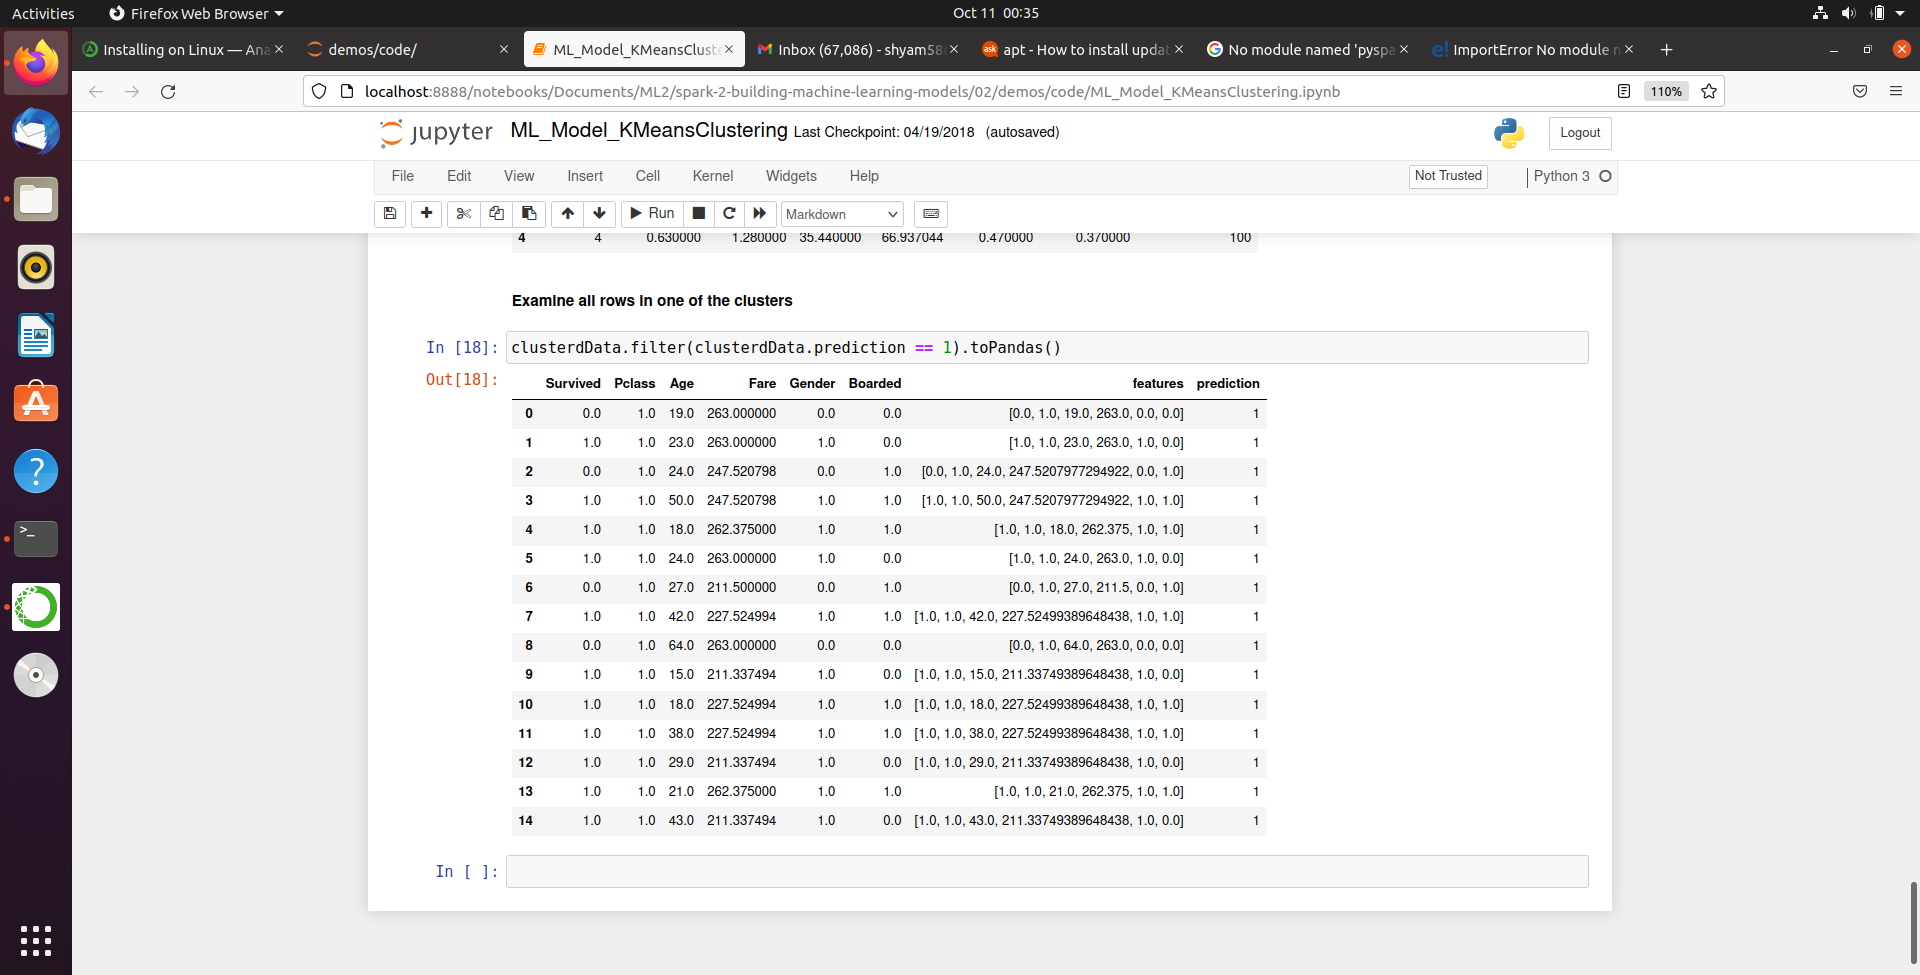 Activities Firefox Web Browser Oct 11 00:35
Installing on Linux — Ana demos/code/ ML_Model_KMeansCluste Inbox (67,086) - shyam58 apt - How to install updat No module named 'pyspa ImportError No module n
localhost:8888/notebooks/Documents/ML2/spark-2-building-machine-learning-models/02/demos/code/ML_Model_KMeansClustering.ipynb 110%
jupyter ML_Model_KMeansClustering Last Checkpoint: 04/19/2018 (autosaved) Logout
File Edit View Insert Cell Kernel Widgets Help Not Trusted Python 3
Run Markdown
4 4 0.630000 1.280000 35.440000 66.937044 0.470000 0.370000 100
Examine all rows in one of the clusters
In [18]: clusterdData.filter(clusterdData.prediction == 1).toPandas()
Out[18]:
Survived Pclass Age Fare Gender Boarded features prediction
0 0.0 1.0 19.0 263.000000 0.0 0.0 [0.0, 1.0, 19.0, 263.0, 0.0, 0.0] 1
1 1.0 1.0 23.0 263.000000 1.0 0.0 [1.0, 1.0, 23.0, 263.0, 1.0, 0.0] 1
2 0.0 1.0 24.0 247.520798 0.0 1.0 [0.0, 1.0, 24.0, 247.5207977294922, 0.0, 1.0] 1
3 1.0 1.0 50.0 247.520798 1.0 1.0 [1.0, 1.0, 50.0, 247.5207977294922, 1.0, 1.0] 1
4 1.0 1.0 18.0 262.375000 1.0 1.0 [1.0, 1.0, 18.0, 262.375, 1.0, 1.0] 1
5 1.0 1.0 24.0 263.000000 1.0 0.0 [1.0, 1.0, 24.0, 263.0, 1.0, 0.0] 1
6 0.0 1.0 27.0 211.500000 0.0 1.0 [0.0, 1.0, 27.0, 211.5, 0.0, 1.0] 1
7 1.0 1.0 42.0 227.524994 1.0 1.0 [1.0, 1.0, 42.0, 227.52499389648438, 1.0, 1.0] 1
8 0.0 1.0 64.0 263.000000 0.0 0.0 [0.0, 1.0, 64.0, 263.0, 0.0, 0.0] 1
9 1.0 1.0 15.0 211.337494 1.0 0.0 [1.0, 1.0, 15.0, 211.33749389648438, 1.0, 0.0] 1
10 1.0 1.0 18.0 227.524994 1.0 1.0 [1.0, 1.0, 18.0, 227.52499389648438, 1.0, 1.0] 1
11 1.0 1.0 38.0 227.524994 1.0 1.0 [1.0, 1.0, 38.0, 227.52499389648438, 1.0, 1.0] 1
12 1.0 1.0 29.0 211.337494 1.0 0.0 [1.0, 1.0, 29.0, 211.33749389648438, 1.0, 0.0] 1
13 1.0 1.0 21.0 262.375000 1.0 1.0 [1.0, 1.0, 21.0, 262.375, 1.0, 1.0] 1
14 1.0 1.0 43.0 211.337494 1.0 0.0 [1.0, 1.0, 43.0, 211.33749389648438, 1.0, 0.0] 1
In [ ]: